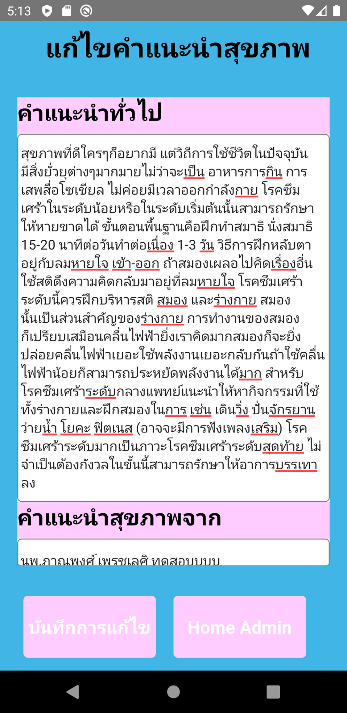 5:13
แก้ไขคำแนะนำสุขภาพ
คำแนะนำทั่วไป
สุขภาพที่ดีใครๆก็อยากมี แต่วิถีการใช้ชีวิตในปัจจุบัน
มีสิ่งยั่วยุต่างๆมากมายไม่ว่าจะเป็น อาหารการกิน การ
เสพสื่อโซเชียล ไม่ค่อยมีเวลาออกกำลังกาย โรคซึม
เศร้าในระดับน้อยหรือในระดับเริ่มต้นนั้นสามารถรักษา
ให้หายขาดได้ ขั้นตอนพื้นฐานคือฝึกทำสมาธิ นั่งสมาธิ
15-20 นาทีต่อวันทำต่อเนื่อง 1-3 วัน วิธีการฝึกหลับตา
อยู่กับลมหายใจ เข้า-ออก ถ้าสมองเผลอไปคิดเรื่องอื่น
ใช้สติดึงความคิดกลับมาอยู่ที่ลมหายใจ โรคซึมเศร้า
ระดับนี้ควรฝึกบริหารสติ สมอง และร่างกาย สมอง
นั้นเป็นส่วนสำคัญของร่างกาย การทำงานของสมอง
ก็เปรียบเสมือนคลื่นไฟฟ้ายิ่งเราคิดมากสมองก็จะยิ่ง
ปล่อยคลื่นไฟฟ้าเยอะใช้พลังงานเยอะกลับกันถ้าใช้คลื่น
ไฟฟ้าน้อยก็สามารถประหยัดพลังงานได้มาก สำหรับ
โรคซึมเศร้าระดับกลางแพทย์แนะนำให้หากิจกรรมที่ใช้
ทั้งร่างกายและฝึกสมองในการ เช่น เดินวิ่ง ปั่นจักรยาน
ว่ายน้ำ โยคะ ฟิตเนส (อาจจะมีการฟังเพลงเสริม) โรค
ซึมเศร้าระดับมากเป็นภาวะโรคซึมเศร้าระดับสุดท้าย ไม่
จำเป็นต้องกังวลในขั้นนี้สามารถรักษาให้อาการบรรเทา
ลง
คำแนะนำสุขภาพจาก
นพ.ภาณุพงศ์ เพชรเลิศ ทดสอบบบบ
บันทึกการแก้ไข Home Admin